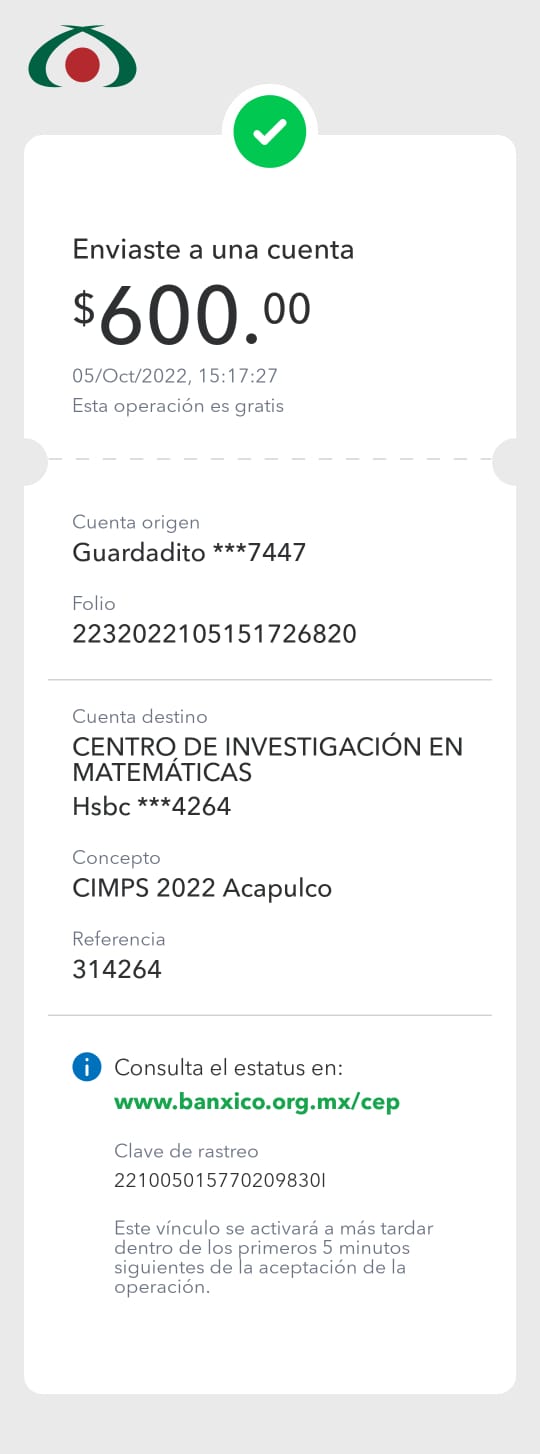 Enviaste a una cuenta
$600.00
05/Oct/2022, 15:17:27
Esta operación es gratis
Cuenta origen
Guardadito ***7447
Folio
2232022105151726820
Cuenta destino
CENTRO DE INVESTIGACIÓN EN
MATEMÁTICAS
Hsbc ***4264
Concepto
CIMPS 2022 Acapulco
Referencia
314264
Consulta el estatus en:
www.banxico.org.mx/cep
Clave de rastreo
221005015770209830I
Este vínculo se activará a más tardar
dentro de los primeros 5 minutos
siguientes de la aceptación de la
operación.